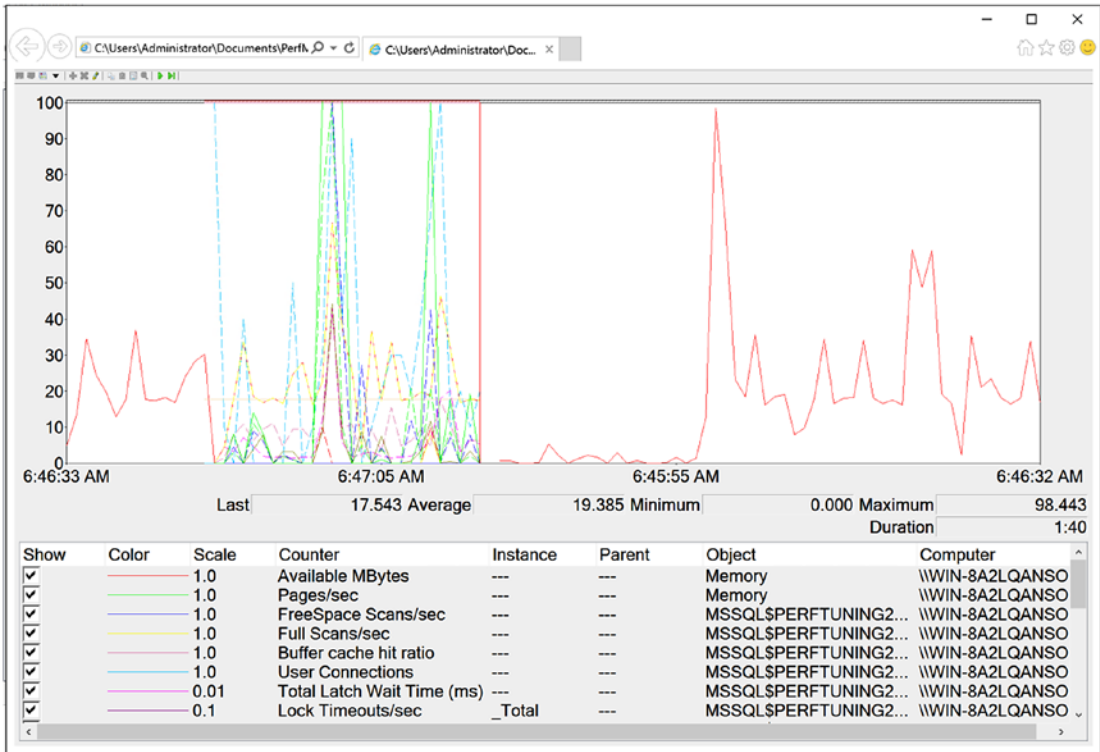 C:\Users\Administrator\Documents\PerfM
C:\Users\Administrator\Doc...
100
90
80
70
60
50
40
30
20
10
0
6:46:33 AM 6:47:05 AM 6:45:55 AM 6:46:32 AM
Last 17.543 Average 19.385 Minimum 0.000 Maximum 98.443
Duration 1:40
Show Color Scale Counter Instance Parent Object Computer
1.0 Available MBytes --- --- Memory \\WIN-8A2LQANSO
1.0 Pages/sec --- --- Memory \\WIN-8A2LQANSO
1.0 FreeSpace Scans/sec --- --- MSSQL$PERFTUNING2... \\WIN-8A2LQANSO
1.0 Full Scans/sec --- --- MSSQL$PERFTUNING2... \\WIN-8A2LQANSO
1.0 Buffer cache hit ratio --- --- MSSQL$PERFTUNING2... \\WIN-8A2LQANSO
1.0 User Connections --- --- MSSQL$PERFTUNING2... \\WIN-8A2LQANSO
0.01 Total Latch Wait Time (ms) --- --- MSSQL$PERFTUNING2... \\WIN-8A2LQANSO
0.1 Lock Timeouts/sec _Total --- MSSQL$PERFTUNING2... \\WIN-8A2LQANSO